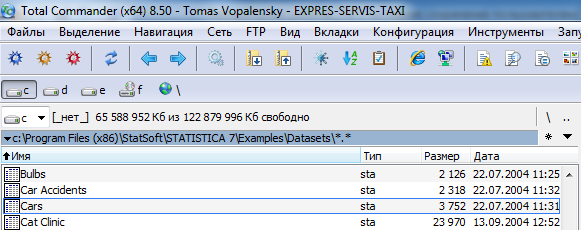 Total Commander (x64) 8.50 - Tomas Vopalensky - EXPRES-SERVIS-TAXI
Файлы Выделение Навигация Сеть FTP Вид Вкладки Конфигурация Инструменты Запу
c d e f \
c [_нет_] 65 588 952 Кб из 122 879 996 Кб свободно \ ..
c:\Program Files (x86)\StatSoft\STATISTICA 7\Examples\Datasets\*.* *
Имя Тип Размер Дата
Bulbs sta 2 126 22.07.2004 11:25
Car Accidents sta 2 318 22.07.2004 11:32
Cars sta 3 752 22.07.2004 11:31
Cat Clinic sta 23 970 13.09.2004 12:52